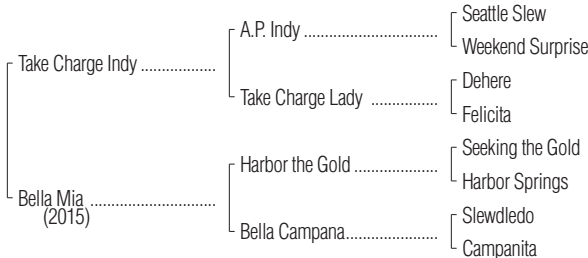 Seattle Slew
A.P. Indy ..................................
Weekend Surprise
Take Charge Indy ...................
Dehere
Take Charge Lady .................
Felicita
Seeking the Gold
Harbor the Gold .....................
Harbor Springs
Bella Mia ................................
(2015)
Slewdledo
Bella Campana.......................
Campanita